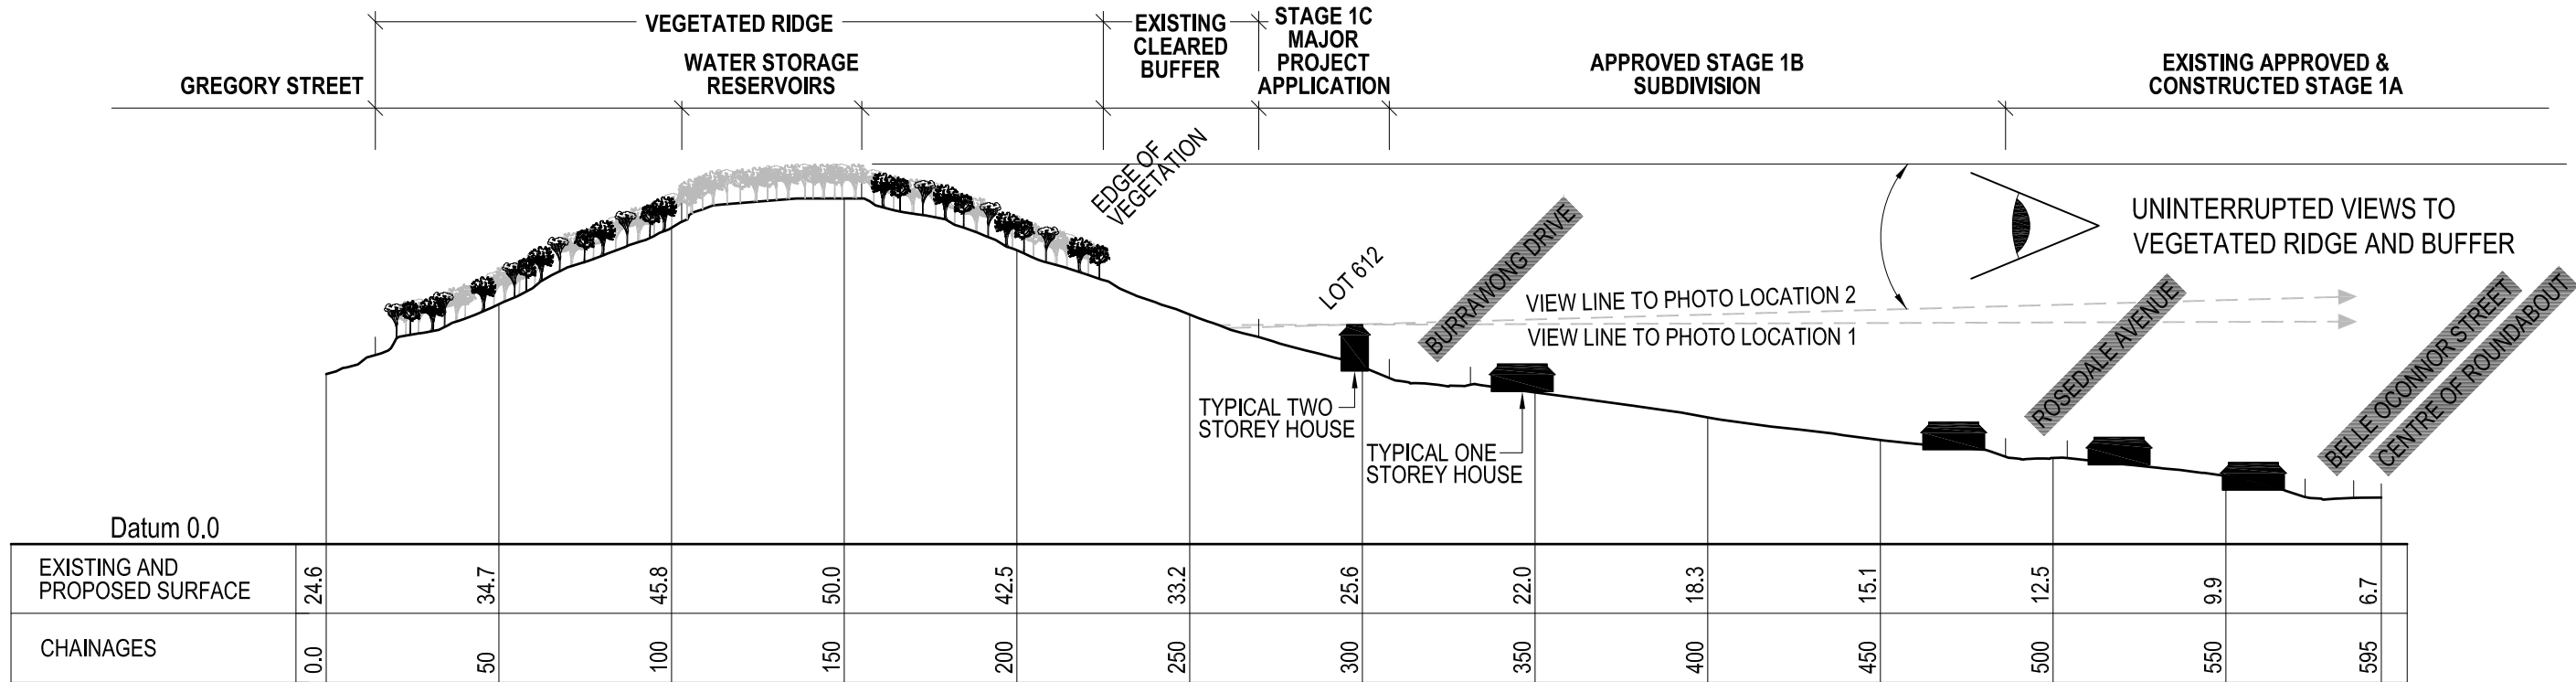 VEGETATED RIDGE
EXISTING
CLEARED
BUFFER
STAGE 1C
MAJOR
PROJECT
APPLICATION
GREGORY STREET
WATER STORAGE
RESERVOIRS
APPROVED STAGE 1B
SUBDIVISION
EXISTING APPROVED &
CONSTRUCTED STAGE 1A
EDGE OF
VEGETATION
LOT 612
BURRAWONG DRIVE
UNINTERRUPTED VIEWS TO
VEGETATED RIDGE AND BUFFER
VIEW LINE TO PHOTO LOCATION 2
VIEW LINE TO PHOTO LOCATION 1
ROSEDALE AVENUE
BELLE OCONNOR STREET
CENTRE OF ROUNDABOUT
TYPICAL TWO
STOREY HOUSE
TYPICAL ONE
STOREY HOUSE
Datum 0.0
EXISTING AND
PROPOSED SURFACE
24.6
34.7
45.8
50.0
42.5
33.2
25.6
22.0
18.3
15.1
12.5
9.9
6.7
CHAINAGES
0.0
50
100
150
200
250
300
350
400
450
500
550
595